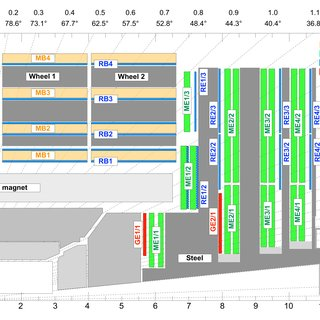 0.2 0.3 0.4 0.5 0.6 0.7 0.8 0.9 1.0 1.1
78.6° 73.1° 67.7° 62.5° 57.5° 52.8° 48.4° 44.3° 40.4° 36.8
MB4
RB4
Wheel 1
Wheel 2
MB3
RB3
MB2
RB2
MB1
RB1
magnet
ME1/3
RE1/3
ME1/2
RE1/2
RE2/3
ME2/2
RE2/2
ME3/2
RE3/3
RE3/2
ME4/2
RE4/3
RE4/2
GE1/1
ME1/1
GE2/1
ME2/1
ME3/1
ME4/1
Steel
2 3 4 5 6 7 8 9 10